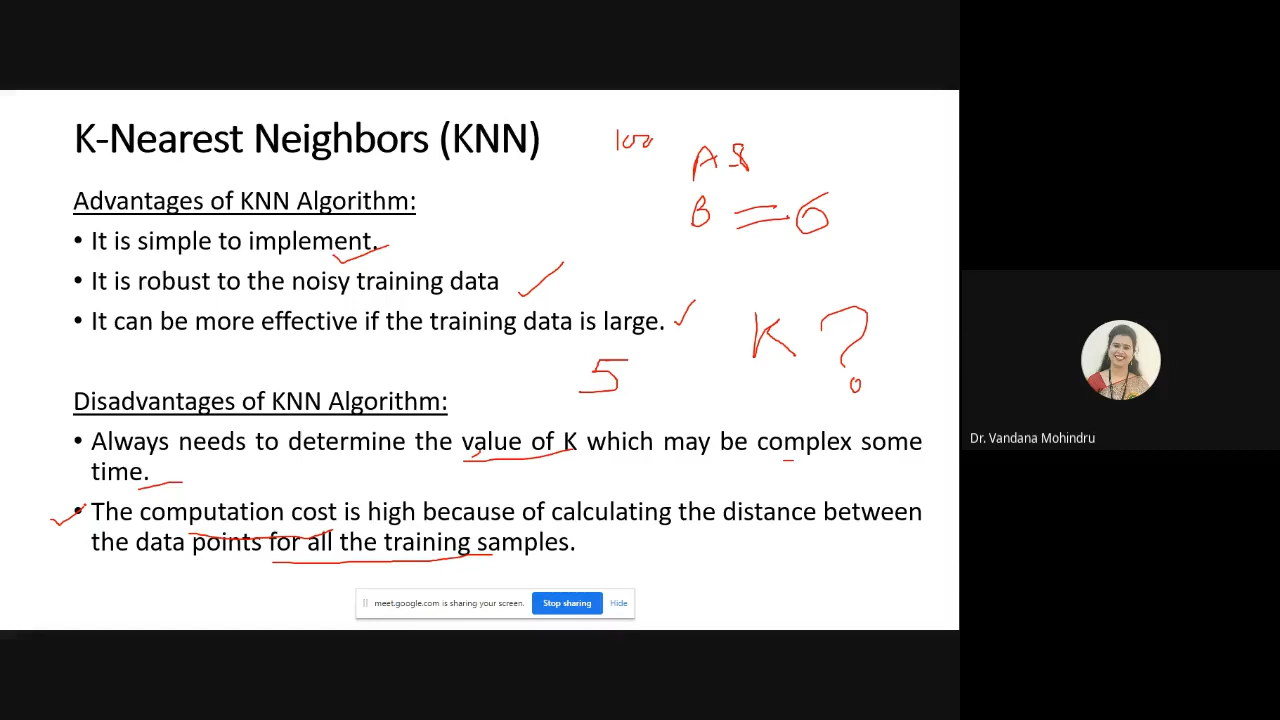 K-Nearest Neighbors (KNN)
100
A
B = 6
Advantages of KNN Algorithm:
• It is simple to implement.
• It is robust to the noisy training data
• It can be more effective if the training data is large.
K ?
5
Disadvantages of KNN Algorithm:
• Always needs to determine the value of K which may be complex some
time.
• The computation cost is high because of calculating the distance between
the data points for all the training samples.
meet.google.com is sharing your screen. Stop sharing Hide
Dr. Vandana Mohindru